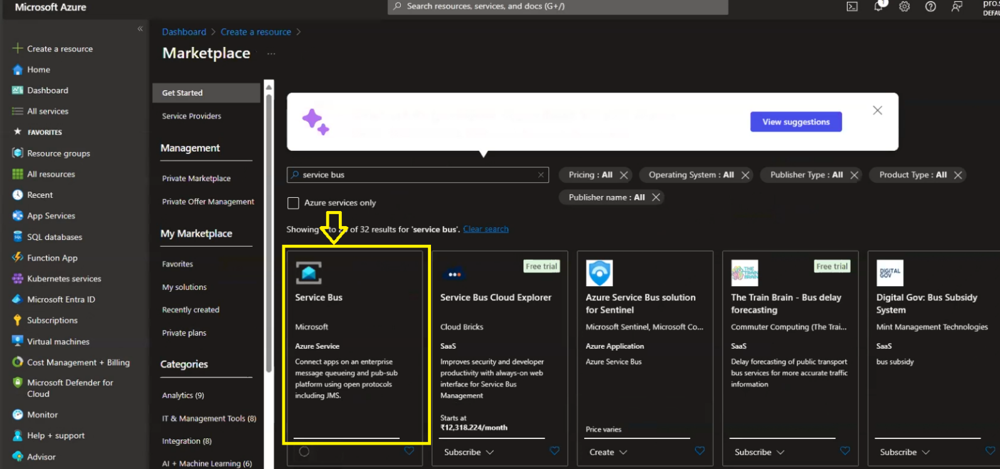 Microsoft Azure
Search resources, services, and docs (G+/)
1
pro.s
DEFAU
Create a resource
Home
Dashboard
All services
FAVORITES
Resource groups
All resources
Recent
App Services
SQL databases
Function App
Kubernetes services
Microsoft Entra ID
Subscriptions
Virtual machines
Cost Management + Billing
Microsoft Defender for
Cloud
Monitor
Help + support
Advisor
Dashboard > Create a resource >
Marketplace ...
Get Started
Service Providers
Management
Private Marketplace
Private Offer Management
My Marketplace
Favorites
My solutions
Recently created
Private plans
Categories
Analytics (9)
IT & Management Tools (8)
Integration (8)
AI + Machine Learning (6)
View suggestions
service bus
Pricing : All
Operating System : All
Publisher Type : All
Product Type : All
Publisher name : All
Azure services only
Showing to of 32 results for 'service bus'. Clear search
Service Bus
Microsoft
Azure Service
Connect apps on an enterprise
message queueing and pub-sub
platform using open protocols
including JMS.
Free trial
Service Bus Cloud Explorer
Cloud Bricks
SaaS
Improves security and developer
productivity with always-on web
interface for Service Bus
Management
Starts at
₹12,318.224/month
Subscribe
Azure Service Bus solution
for Sentinel
Microsoft Sentinel, Microsoft Co...
Azure Application
Azure Service Bus
Price varies
Create
THE
TRAIN
BRAIN
Free trial
The Train Brain - Bus delay
forecasting
Commuter Computing (The Trai...
SaaS
Delay forecasting of public transport
bus services for more accurate traffic
information
Subscribe
DIGITAL
GOV
Digital Gov: Bus Subsidy
System
Mint Management Technologies
SaaS
bus subsidy
Subscribe